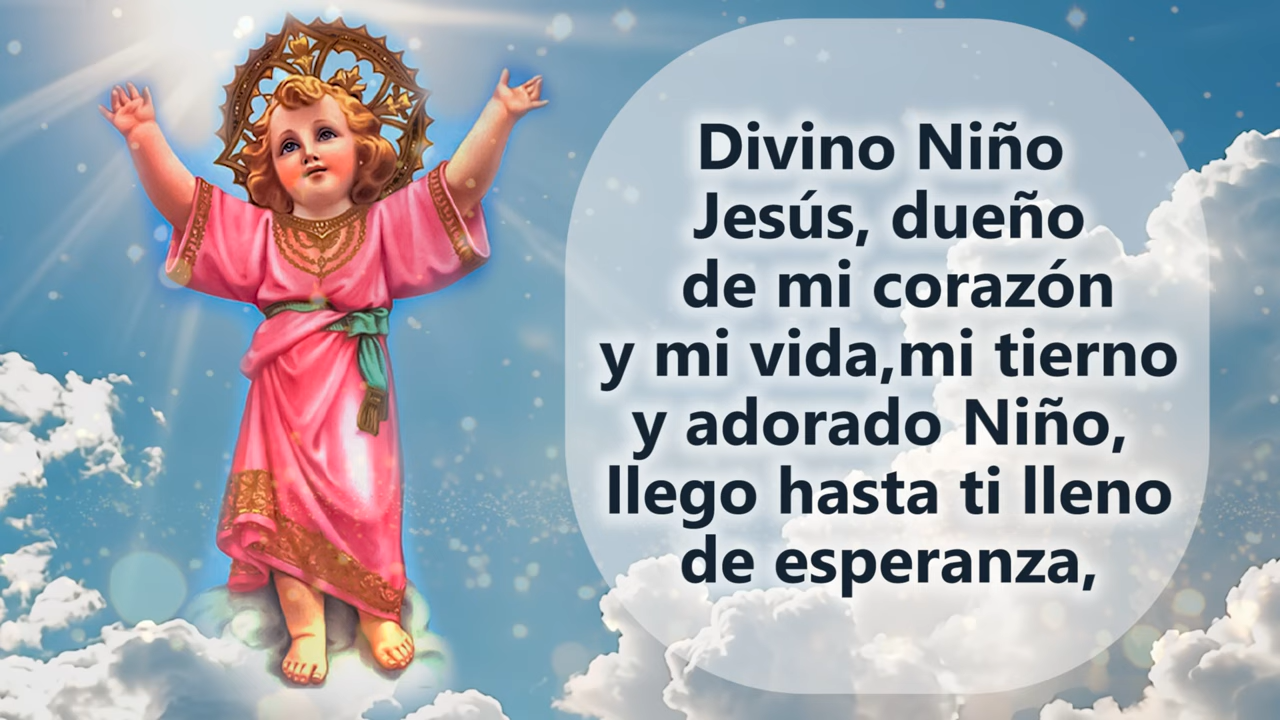 Divino Niño
Jesús, dueño
de mi corazón
y mi vida,mi tierno
y adorado Niño,
llego hasta ti lleno
de esperanza,